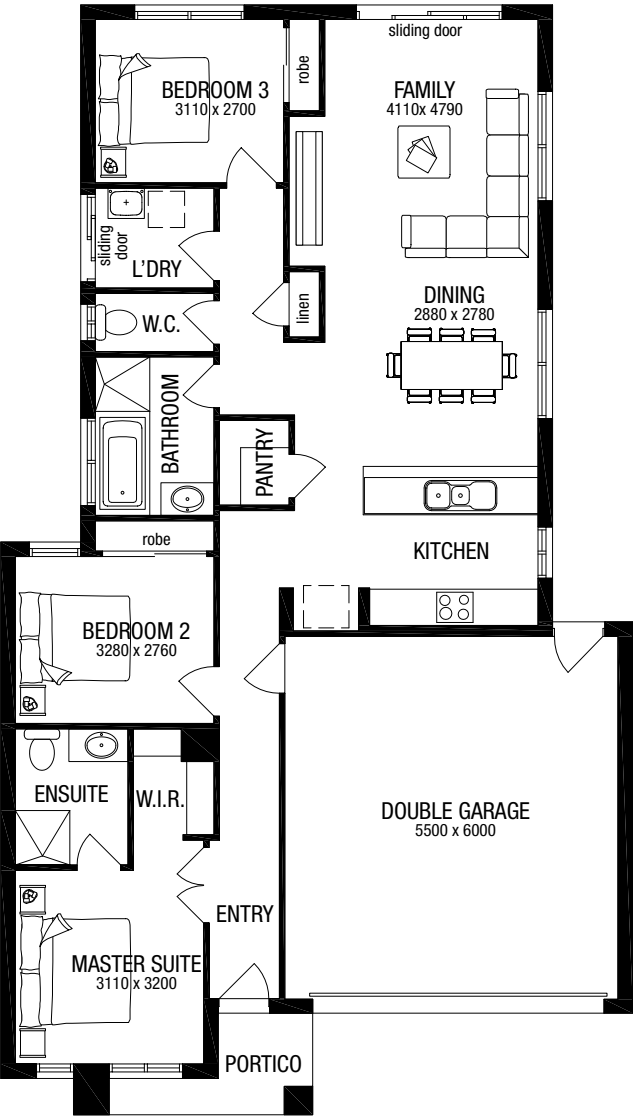 sliding door
robe
BEDROOM 3
3110 x 2700
FAMILY
4110x 4790
sliding
door
L'DRY
linen
DINING
2880 x 2780
W.C.
BATHROOM
PANTRY
robe
KITCHEN
BEDROOM 2
3280 x 2760
ENSUITE
W.I.R.
DOUBLE GARAGE
5500 x 6000
ENTRY
MASTER SUITE
3110 x 3200
PORTICO